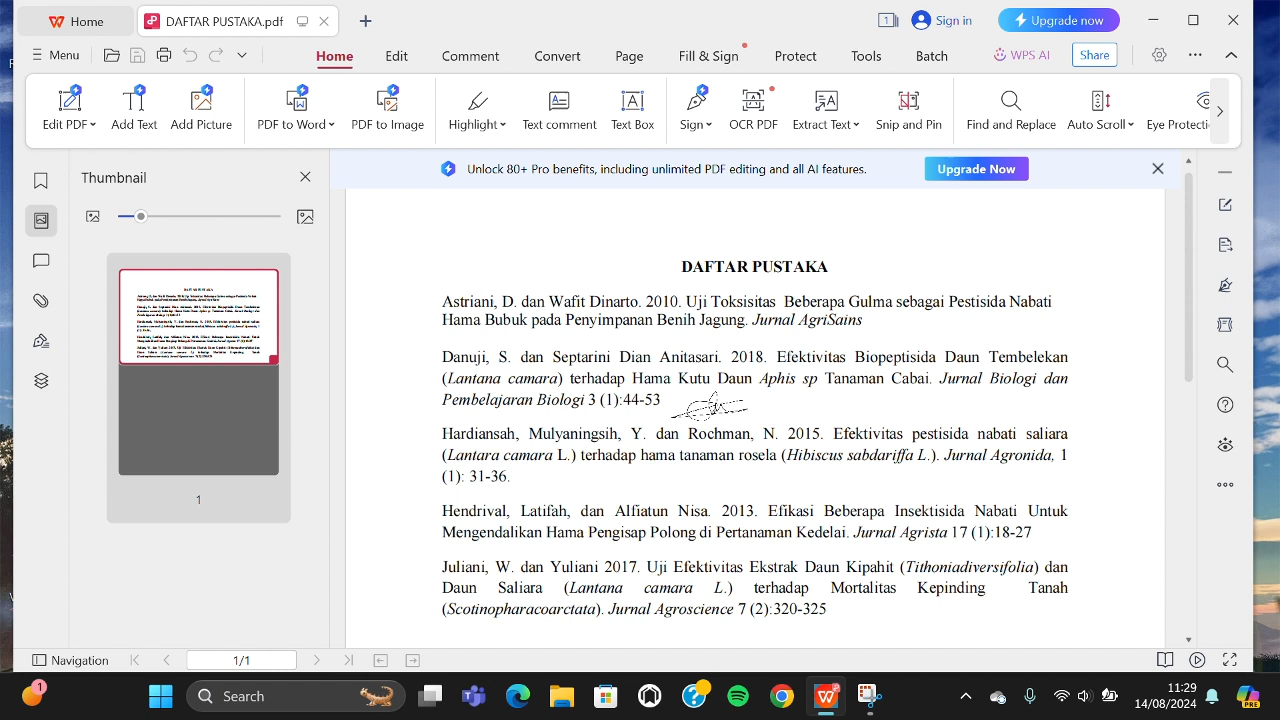 Home
DAFTAR PUSTAKA.pdf
Sign in
Upgrade now
Menu
Home
Edit
Comment
Convert
Page
Fill & Sign
Protect
Tools
Batch
WPS AI
Share
Edit PDF
Add Text
Add Picture
PDF to Word
PDF to Image
Highlight
Text comment
Text Box
Sign
OCR PDF
Extract Text
Snip and Pin
Find and Replace
Auto Scroll
Eye Protecti
Thumbnail
Unlock 80+ Pro benefits, including unlimited PDF editing and all AI features.
Upgrade Now
DAFTAR PUSTAKA
Astriani, D. dan Wafit Dinarto. 2010. Uji Toksisitas Beberapa Gulma sebagai Pestisida Nabati
Hama Bubuk pada Penyimpanan Benih Jagung. Jurnal AgriSains
Danuji, S. dan Septarini Dian Anitasari. 2018. Efektivitas Biopeptisida Daun Tembelekan
(Lantana camara) terhadap Hama Kutu Daun Aphis sp Tanaman Cabai. Jurnal Biologi dan
Pembelajaran Biologi 3 (1):44-53
Hardiansah, Mulyaningsih, Y. dan Rochman, N. 2015. Efektivitas pestisida nabati saliara
(Lantara camara L.) terhadap hama tanaman rosela (Hibiscus sabdariffa L.). Jurnal Agronida, 1
(1): 31-36.
Hendrival, Latifah, dan Alfiatun Nisa. 2013. Efikasi Beberapa Insektisida Nabati Untuk
Mengendalikan Hama Pengisap Polong di Pertanaman Kedelai. Jurnal Agrista 17 (1):18-27
Juliani, W. dan Yuliani 2017. Uji Efektivitas Ekstrak Daun Kipahit (Tithoniadiversifolia) dan
Daun Saliara (Lantana camara L.) terhadap Mortalitas Kepinding Tanah
(Scotinopharacoarctata). Jurnal Agroscience 7 (2):320-325
1
Navigation
1/1
Search
11:29
14/08/2024